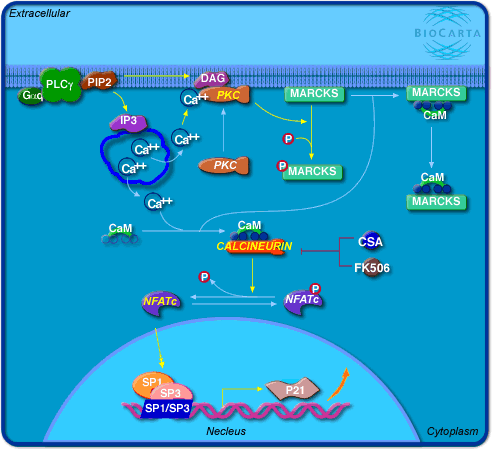 Extracellular
BIOCARTA
Gαq
PLCγ
PIP2
DAG
Ca++
PKC
MARCKS
MARCKS
CaM
IP3
Ca++
Ca++
Ca++
PKC
P
P
MARCKS
CaM
MARCKS
Ca++
CaM
CaM
CALCINEURIN
CSA
FK506
P
P
NFATc
NFATc
SP1
SP3
SP1/SP3
P21
Necleus
Cytoplasm